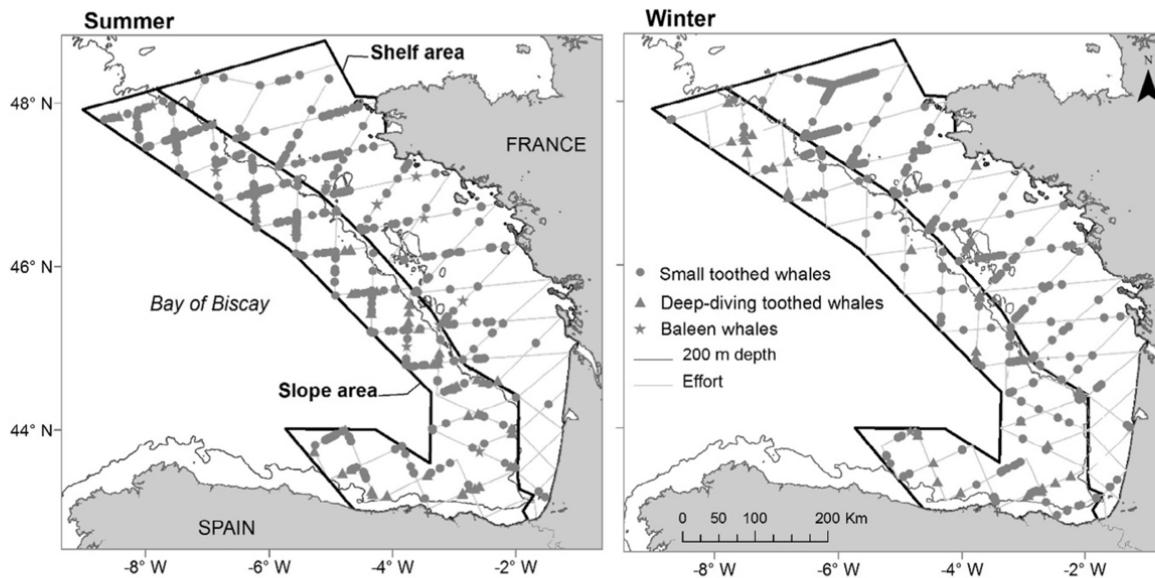 Summer
Shelf area
48° N
FRANCE
46° N
Bay of Biscay
Slope area
44° N
SPAIN
-8° W
-6° W
-4° W
-2° W
Winter
N
Small toothed whales
Deep-diving toothed whales
Baleen whales
200 m depth
Effort
0 50 100 200 Km
-8° W
-6° W
-4° W
-2° W